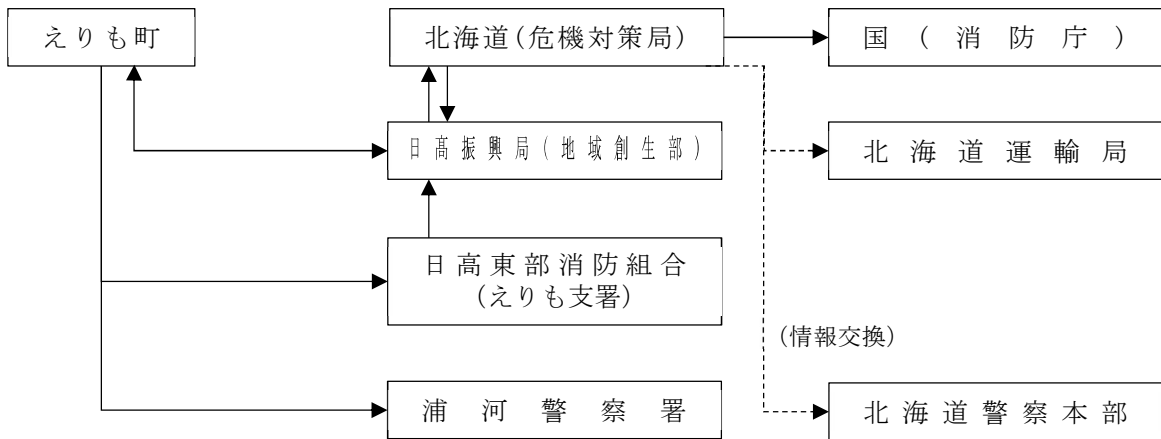 えりも町
北海道(危機対策局)
国(消防庁)
日高振興局(地域創生部)
北海道運輸局
日高東部消防組合
(えりも支署)
(情報交換)
浦河警察署
北海道警察本部